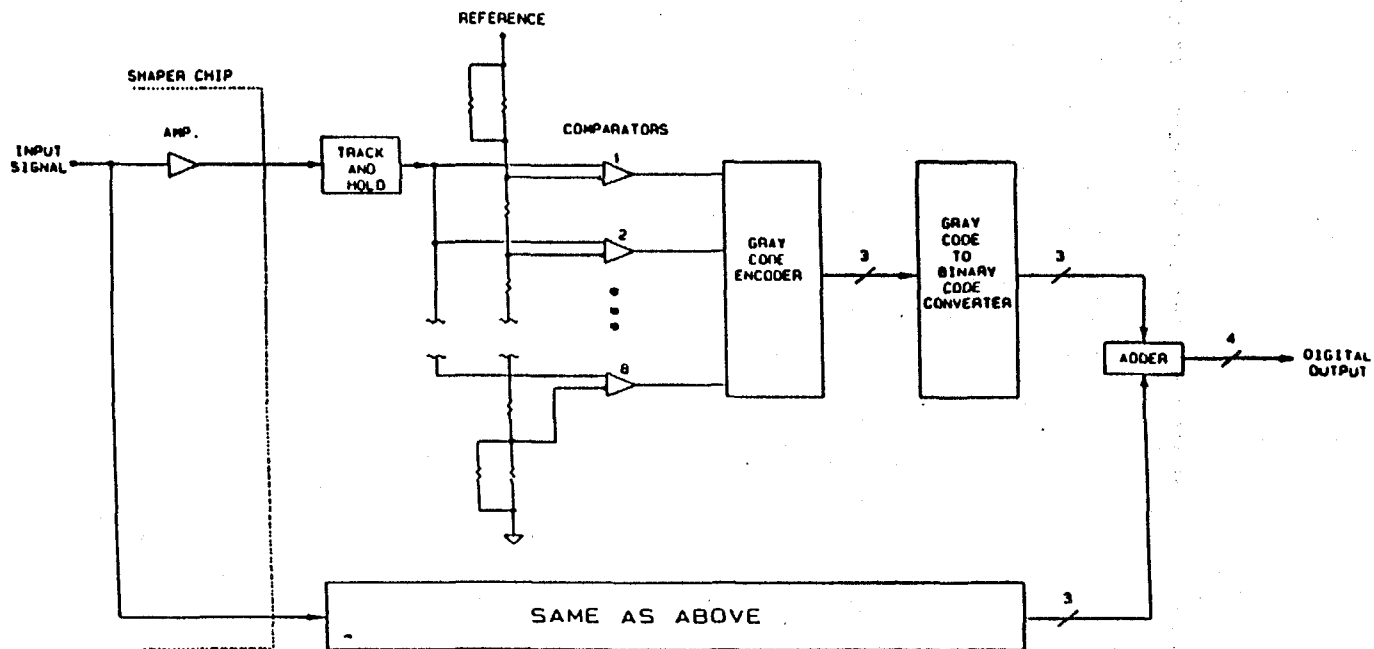 REFERENCE
SHAPER CHIP
AMP.
COMPARATORS
INPUT
SIGNAL
TRACK
AND
HOLD
1
2
8
GRAY
CODE
ENCODER
3
GRAY
CODE
TO
BINARY
CODE
CONVERTER
3
ADDER
4
DIGITAL
OUTPUT
SAME AS ABOVE
3